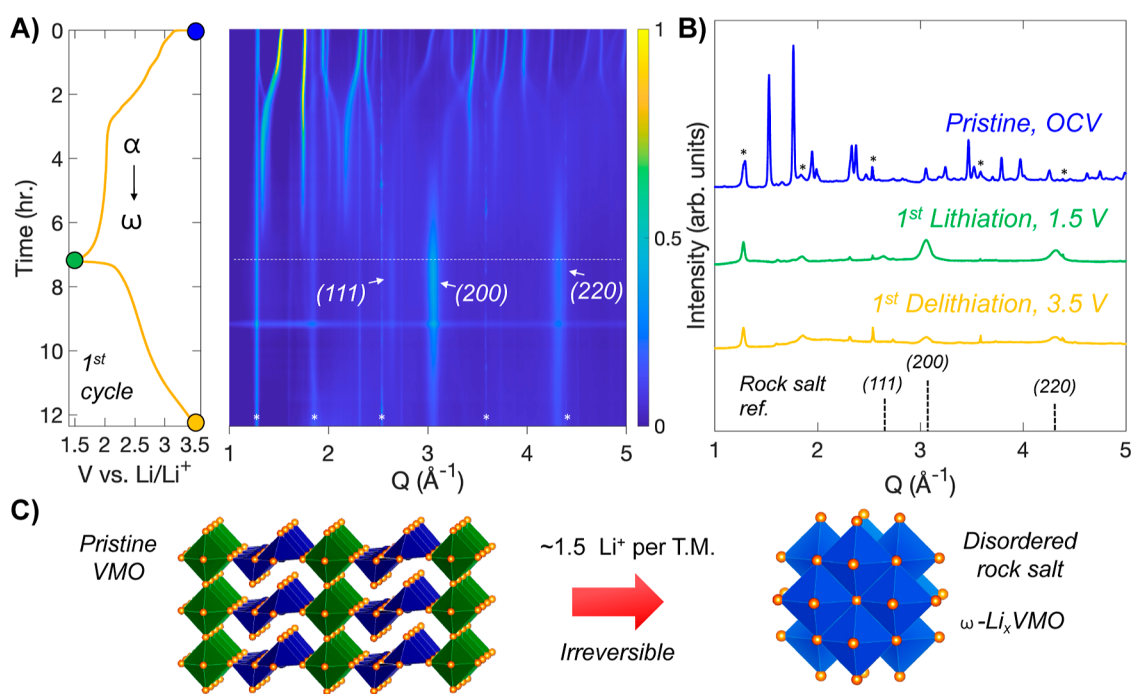 A)
0
2
4
6
8
10
12
Time (hr.)
α
ω
1st
cycle
1.5 2.5 3.5
V vs. Li/Li+
(111)
(200)
(220)
* * * * *
1 2 3 4 5
Q (Å-1)
1
0.5
0
B)
Intensity (arb. units)
Pristine, OCV
* * * * *
1st Lithiation, 1.5 V
1st Delithiation, 3.5 V
Rock salt
ref.
(111)
(200)
(220)
1 2 3 4 5
Q (Å-1)
C)
Pristine
VMO
~1.5 Li+ per T.M.
Irreversible
Disordered
rock salt
ω-LixVMO